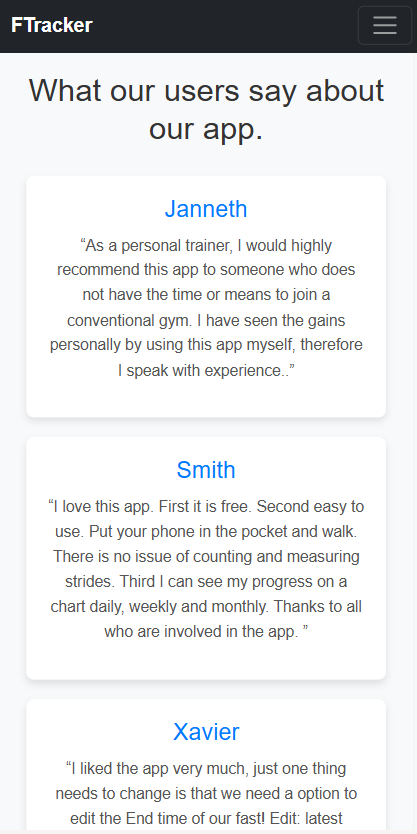 FTracker
What our users say about
our app.
Janneth
“As a personal trainer, I would highly
recommend this app to someone who does
not have the time or means to join a
conventional gym. I have seen the gains
personally by using this app myself, therefore
I speak with experience..”
Smith
“I love this app. First it is free. Second easy to
use. Put your phone in the pocket and walk.
There is no issue of counting and measuring
strides. Third I can see my progress on a
chart daily, weekly and monthly. Thanks to all
who are involved in the app. ”
Xavier
“I liked the app very much, just one thing
needs to change is that we need a option to
edit the End time of our fast! Edit: latest